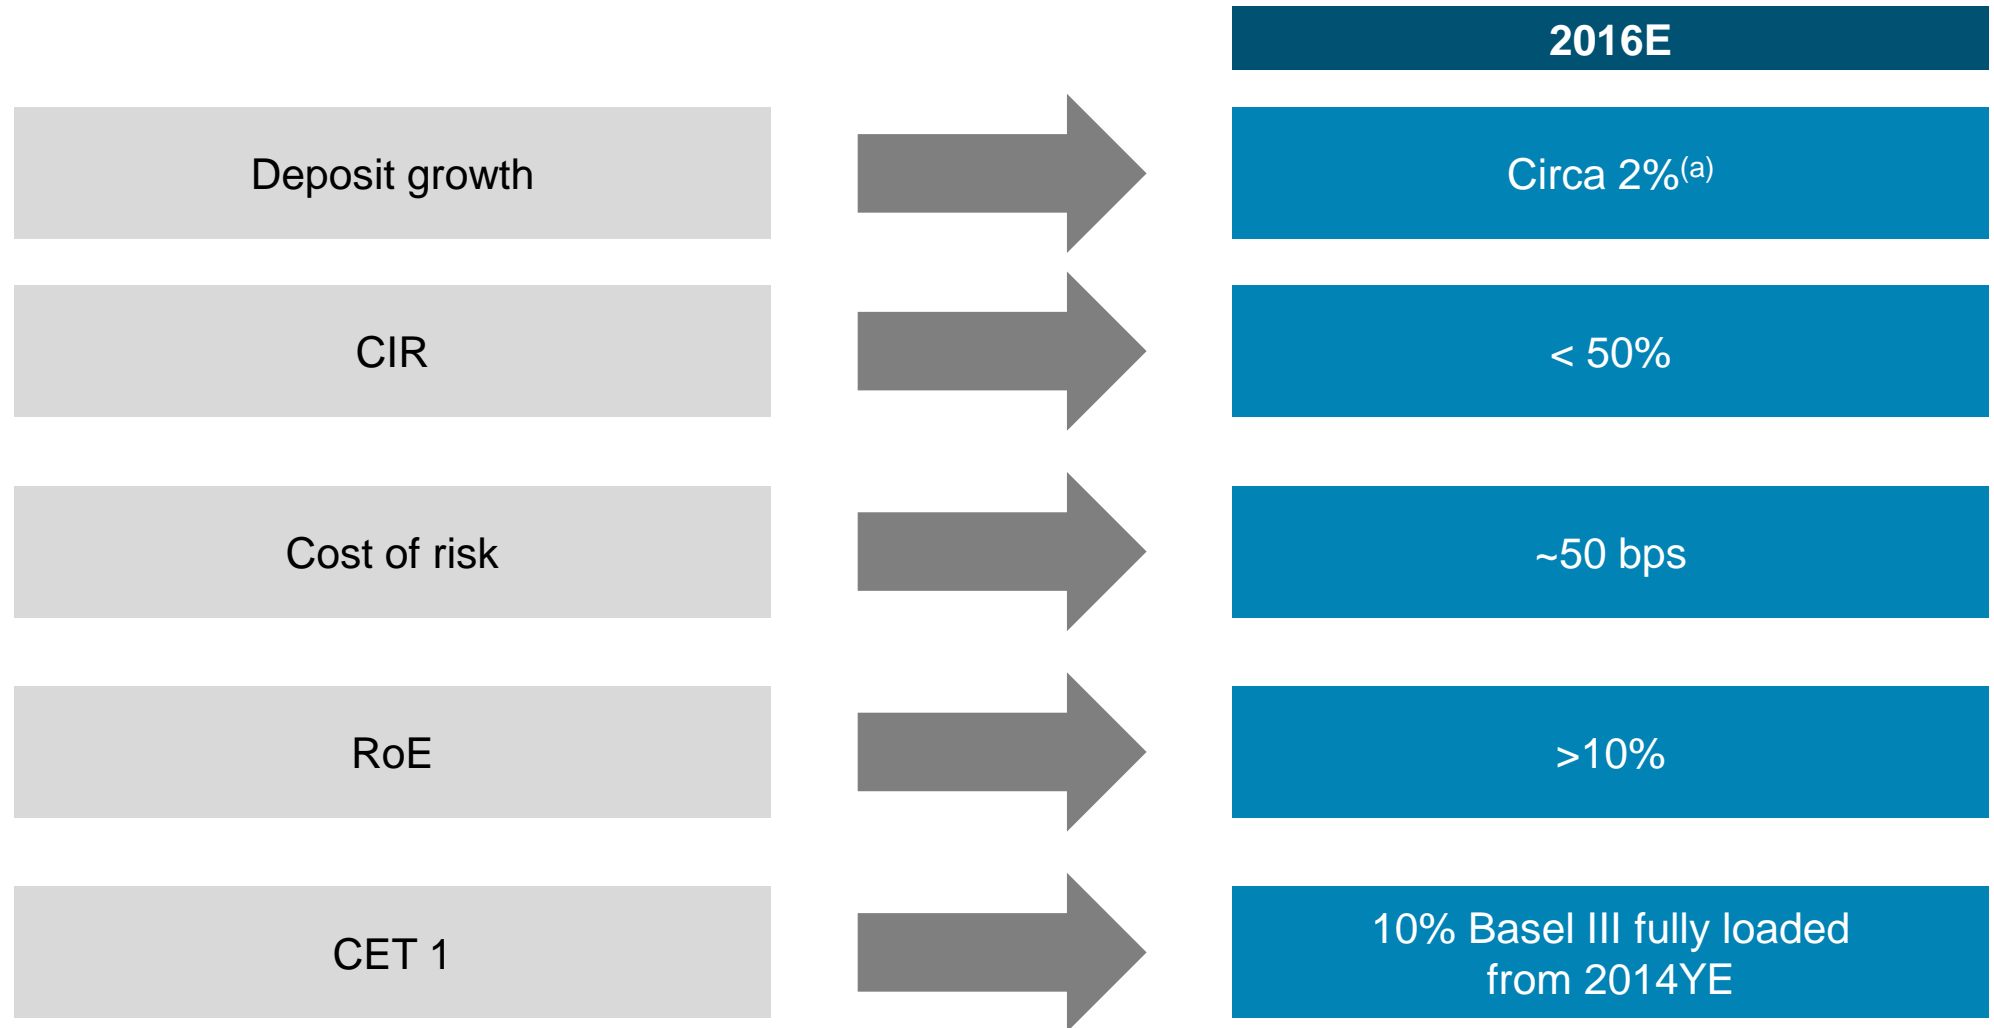 2016E
Deposit growth
Circa 2%(a)
CIR
< 50%
Cost of risk
~50 bps
RoE
>10%
CET 1
10% Basel III fully loaded
from 2014YE